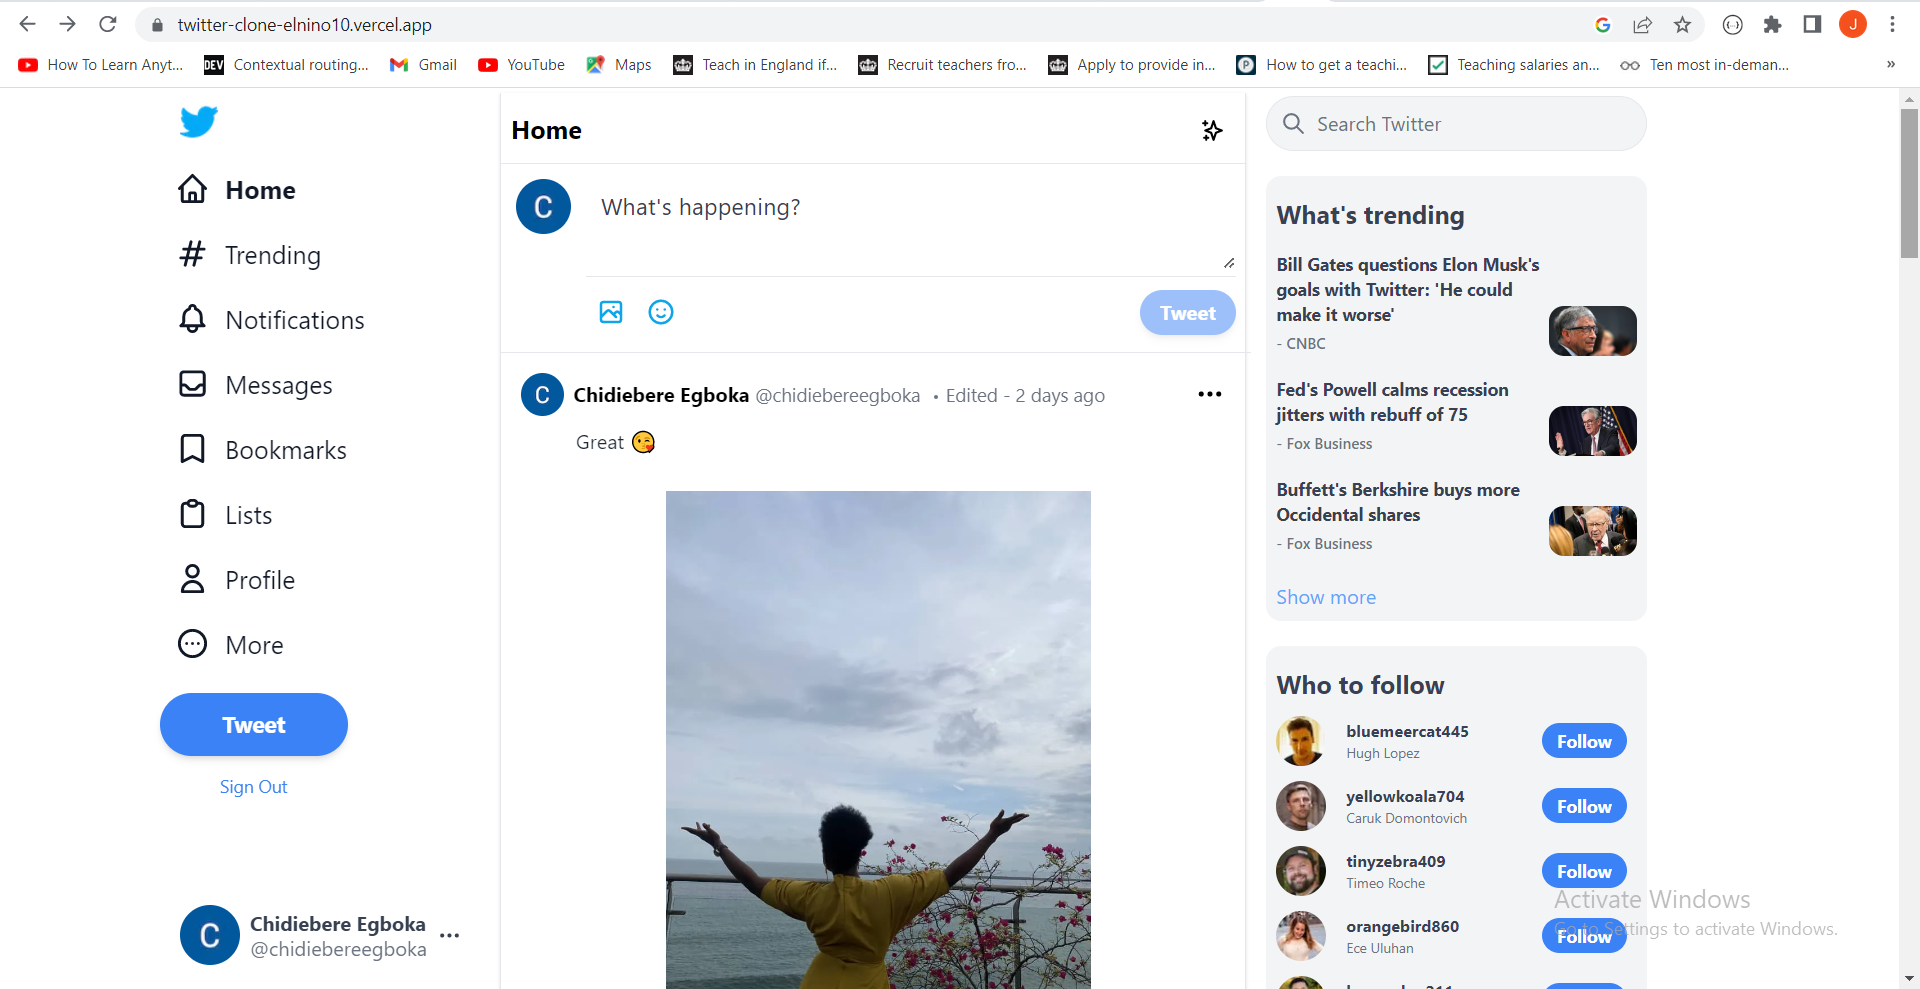 twitter-clone-elnino10.vercel.app
G
J
How To Learn Anyt...
DEV Contextual routing...
Gmail
YouTube
Maps
Teach in England if...
Recruit teachers fro...
Apply to provide in...
P How to get a teachi...
Teaching salaries an...
Ten most in-deman...
»
Home
Trending
Notifications
Messages
Bookmarks
Lists
Profile
More
Tweet
Sign Out
C
Chidiebere Egboka
@chidiebereegboka
Home
C
What's happening?
Tweet
C
Chidiebere Egboka @chidiebereegboka • Edited - 2 days ago
Great 😘
Search Twitter
What's trending
Bill Gates questions Elon Musk's
goals with Twitter: 'He could
make it worse'
- CNBC
Fed's Powell calms recession
jitters with rebuff of 75
- Fox Business
Buffett's Berkshire buys more
Occidental shares
- Fox Business
Show more
Who to follow
bluemeercat445
Hugh Lopez
Follow
yellowkoala704
Caruk Domontovich
Follow
tinyzebra409
Timeo Roche
Follow
orangebird860
Ece Uluhan
Follow
Activate Windows
Go to Settings to activate Windows.